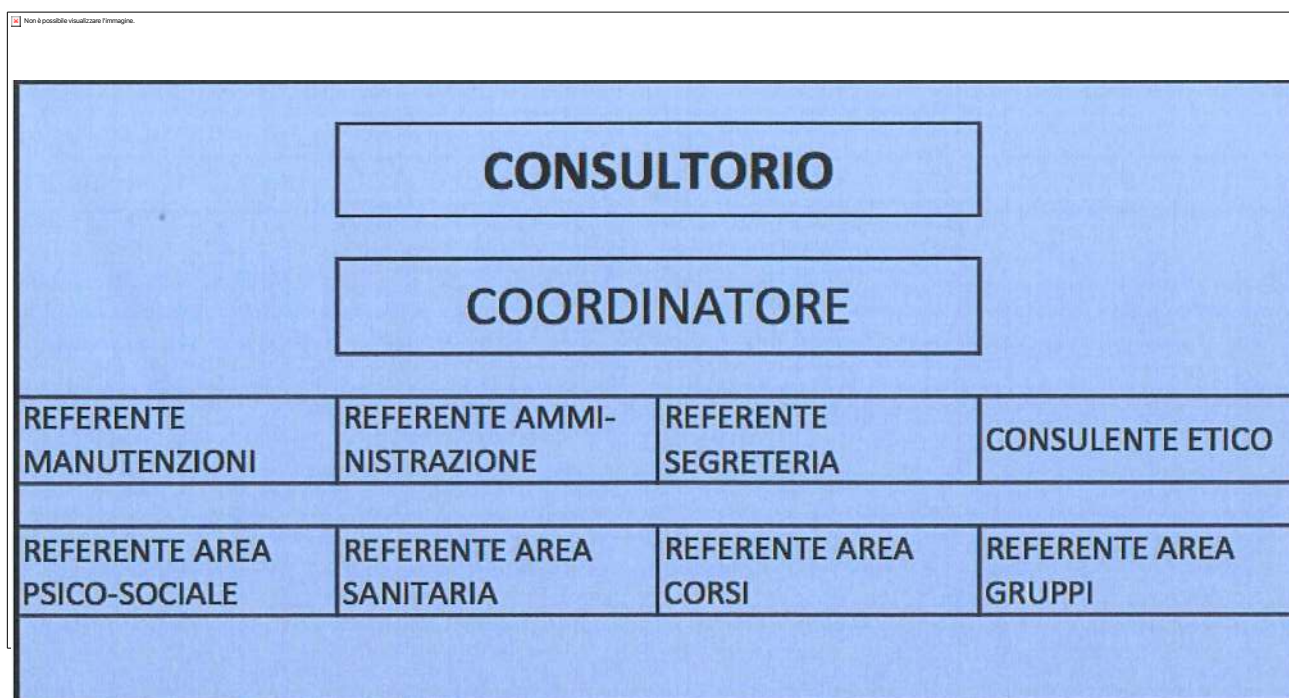 Non è possibile visualizzare l'immagine.
CONSULTORIO
COORDINATORE
REFERENTE
MANUTENZIONI
REFERENTE AMMI-
NISTRAZIONE
REFERENTE
SEGRETERIA
CONSULENTE ETICO
REFERENTE AREA
PSICO-SOCIALE
REFERENTE AREA
SANITARIA
REFERENTE AREA
CORSI
REFERENTE AREA
GRUPPI